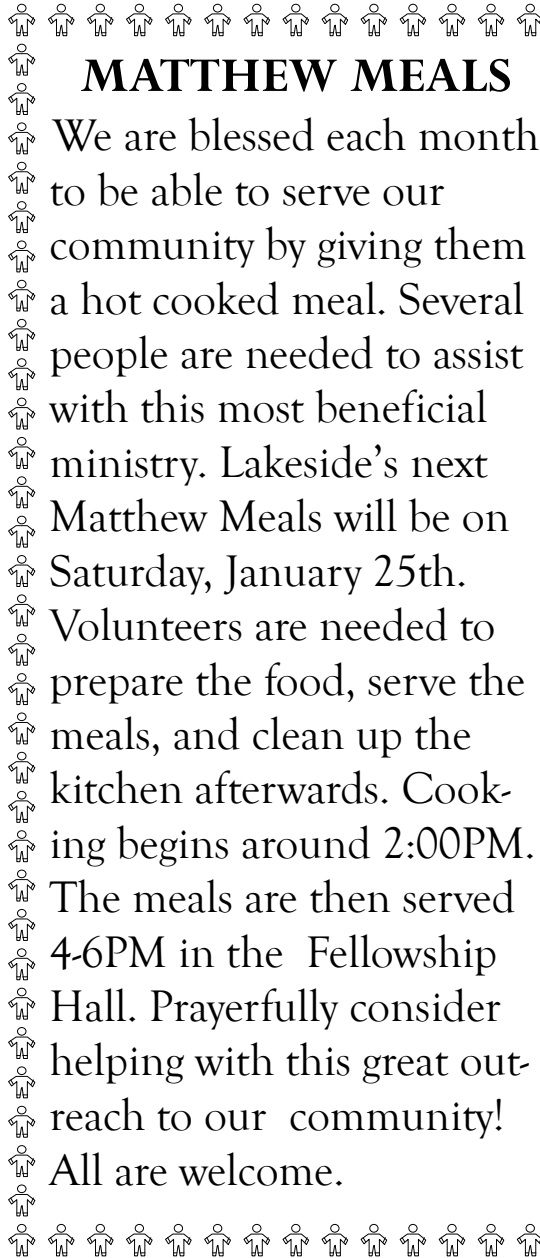 MATTHEW MEALS
We are blessed each month
to be able to serve our
community by giving them
a hot cooked meal. Several
people are needed to assist
with this most beneficial
ministry. Lakeside’s next
Matthew Meals will be on
Saturday, January 25th.
Volunteers are needed to
prepare the food, serve the
meals, and clean up the
kitchen afterwards. Cook-
ing begins around 2:00PM.
The meals are then served
4-6PM in the  Fellowship
Hall. Prayerfully consider
helping with this great out-
reach to our  community!
All are welcome.